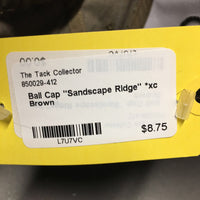 The Tack Collector
850029-412
Ball Cap "Sandscape Ridge" *xc
Brown
L7U7VC
$8.75